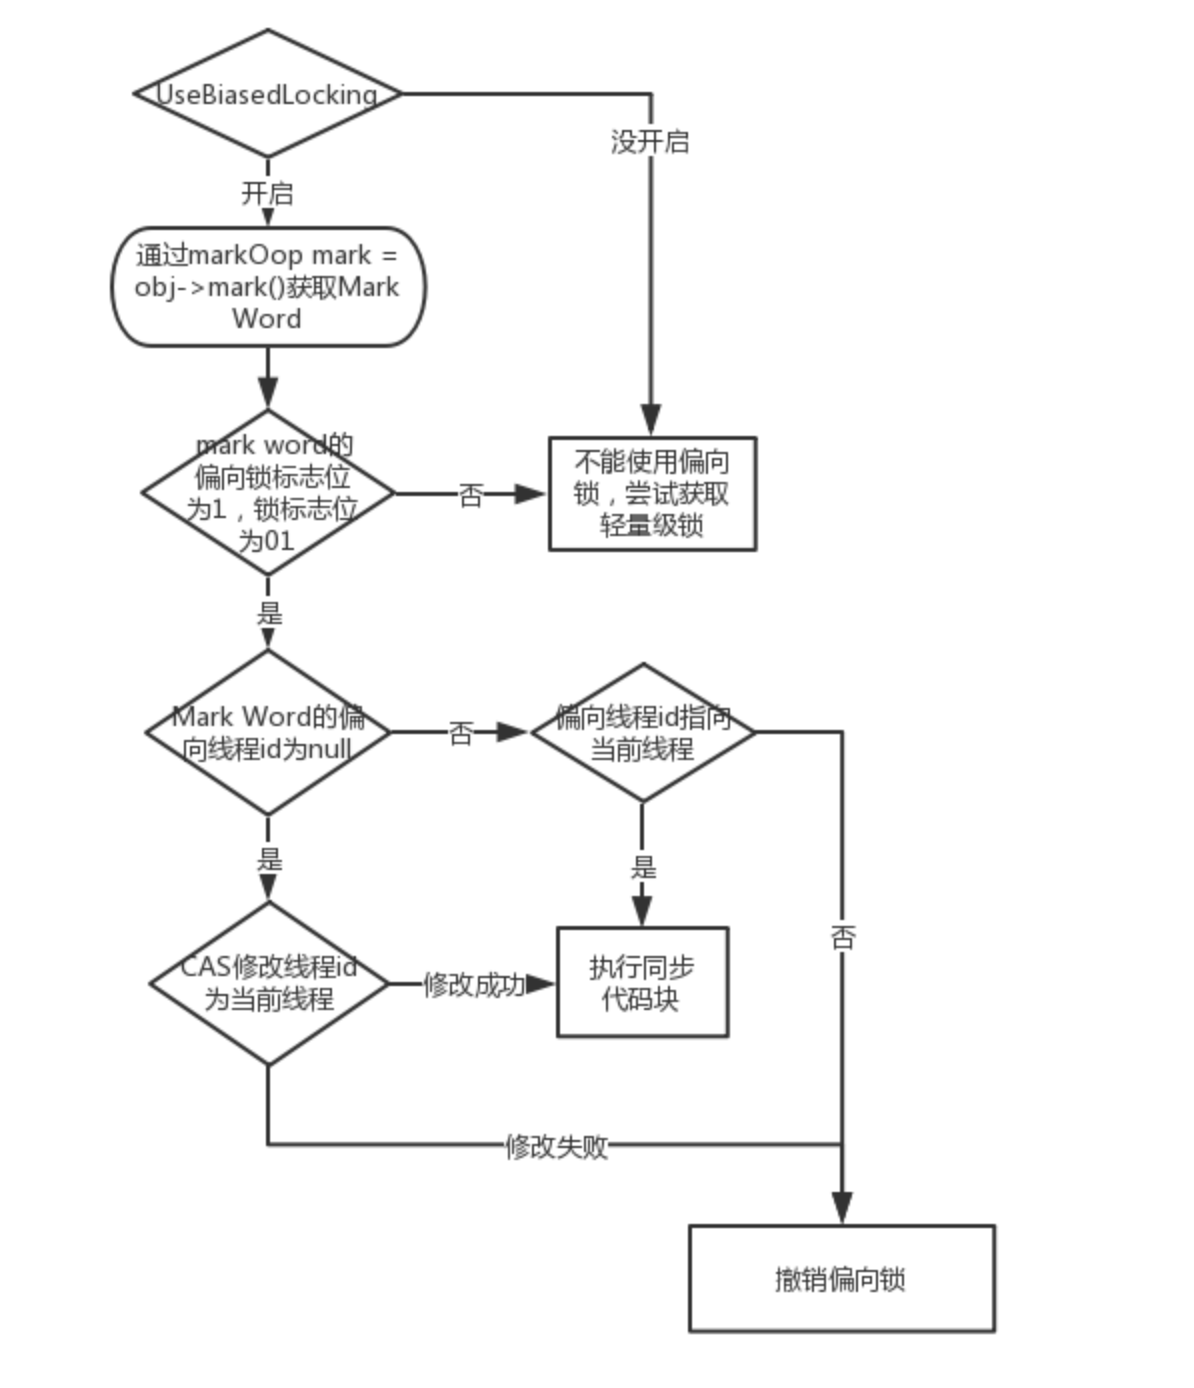 UseBiasedLocking
没开启
开启
通过markOop mark =
obj->mark()获取Mark
Word
mark word的
偏向锁标志位
为1，锁标志位
为01
否
不能使用偏向
锁，尝试获取
轻量级锁
是
Mark Word的偏
向线程id为null
否
偏向线程id指向
当前线程
是
是
否
CAS修改线程id
为当前线程
修改成功
执行同步
代码块
修改失败
撤销偏向锁